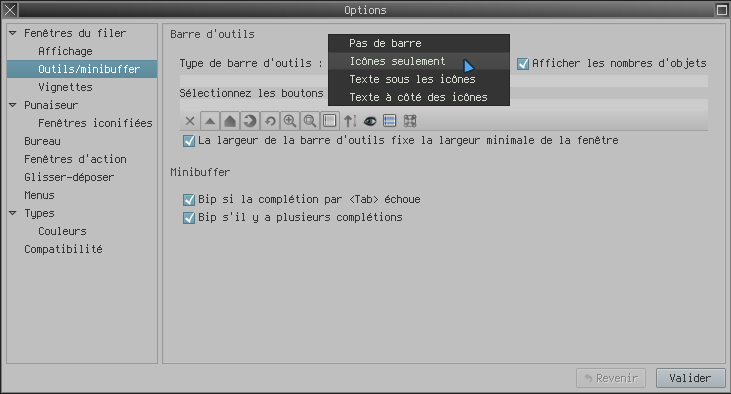 Options
Fenêtres du filer
Affichage
Outils/minibuffer
Vignettes
Punaiseur
Fenêtres iconifiées
Bureau
Fenêtres d'action
Glisser-déposer
Menus
Types
Couleurs
Compatibilité
Barre d'outils
Type de barre d'outils :
Pas de barre
Icônes seulement
Texte sous les icônes
Texte à côté des icônes
Afficher les nombres d'objets
Sélectionnez les boutons
La largeur de la barre d'outils fixe la largeur minimale de la fenêtre
Minibuffer
Bip si la complétion par <Tab> échoue
Bip s'il y a plusieurs complétions
Revenir
Valider